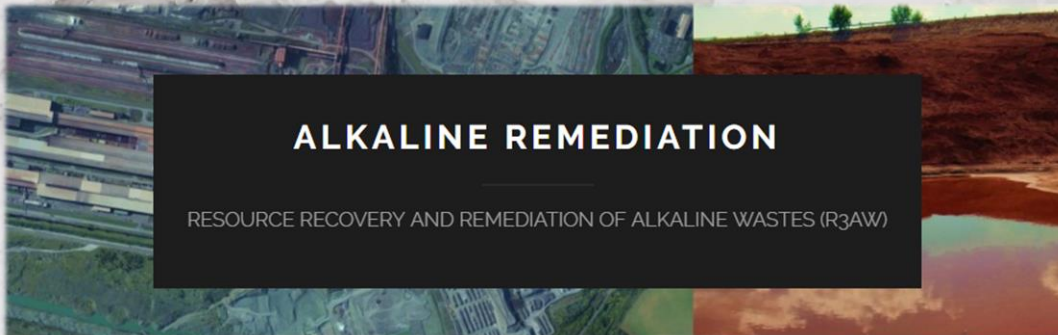 ALKALINE REMEDIATION
RESOURCE RECOVERY AND REMEDIATION OF ALKALINE WASTES (R3AW)